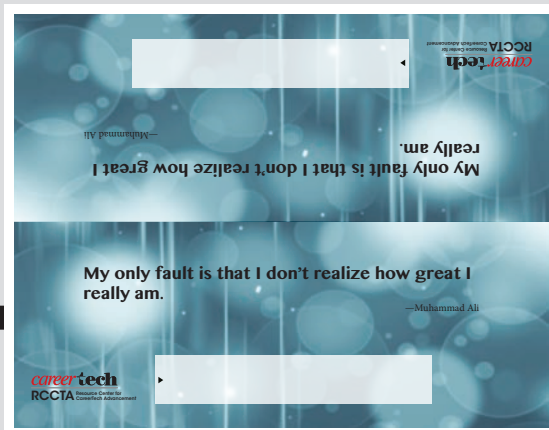 careertech
RCCTA Resource Center for
CareerTech Advancement
My only fault is that I don't realize how great I
really am.
—Muhammad Ali
My only fault is that I don’t realize how great I
really am.
—Muhammad Ali
careertech
RCCTA Resource Center for
CareerTech Advancement